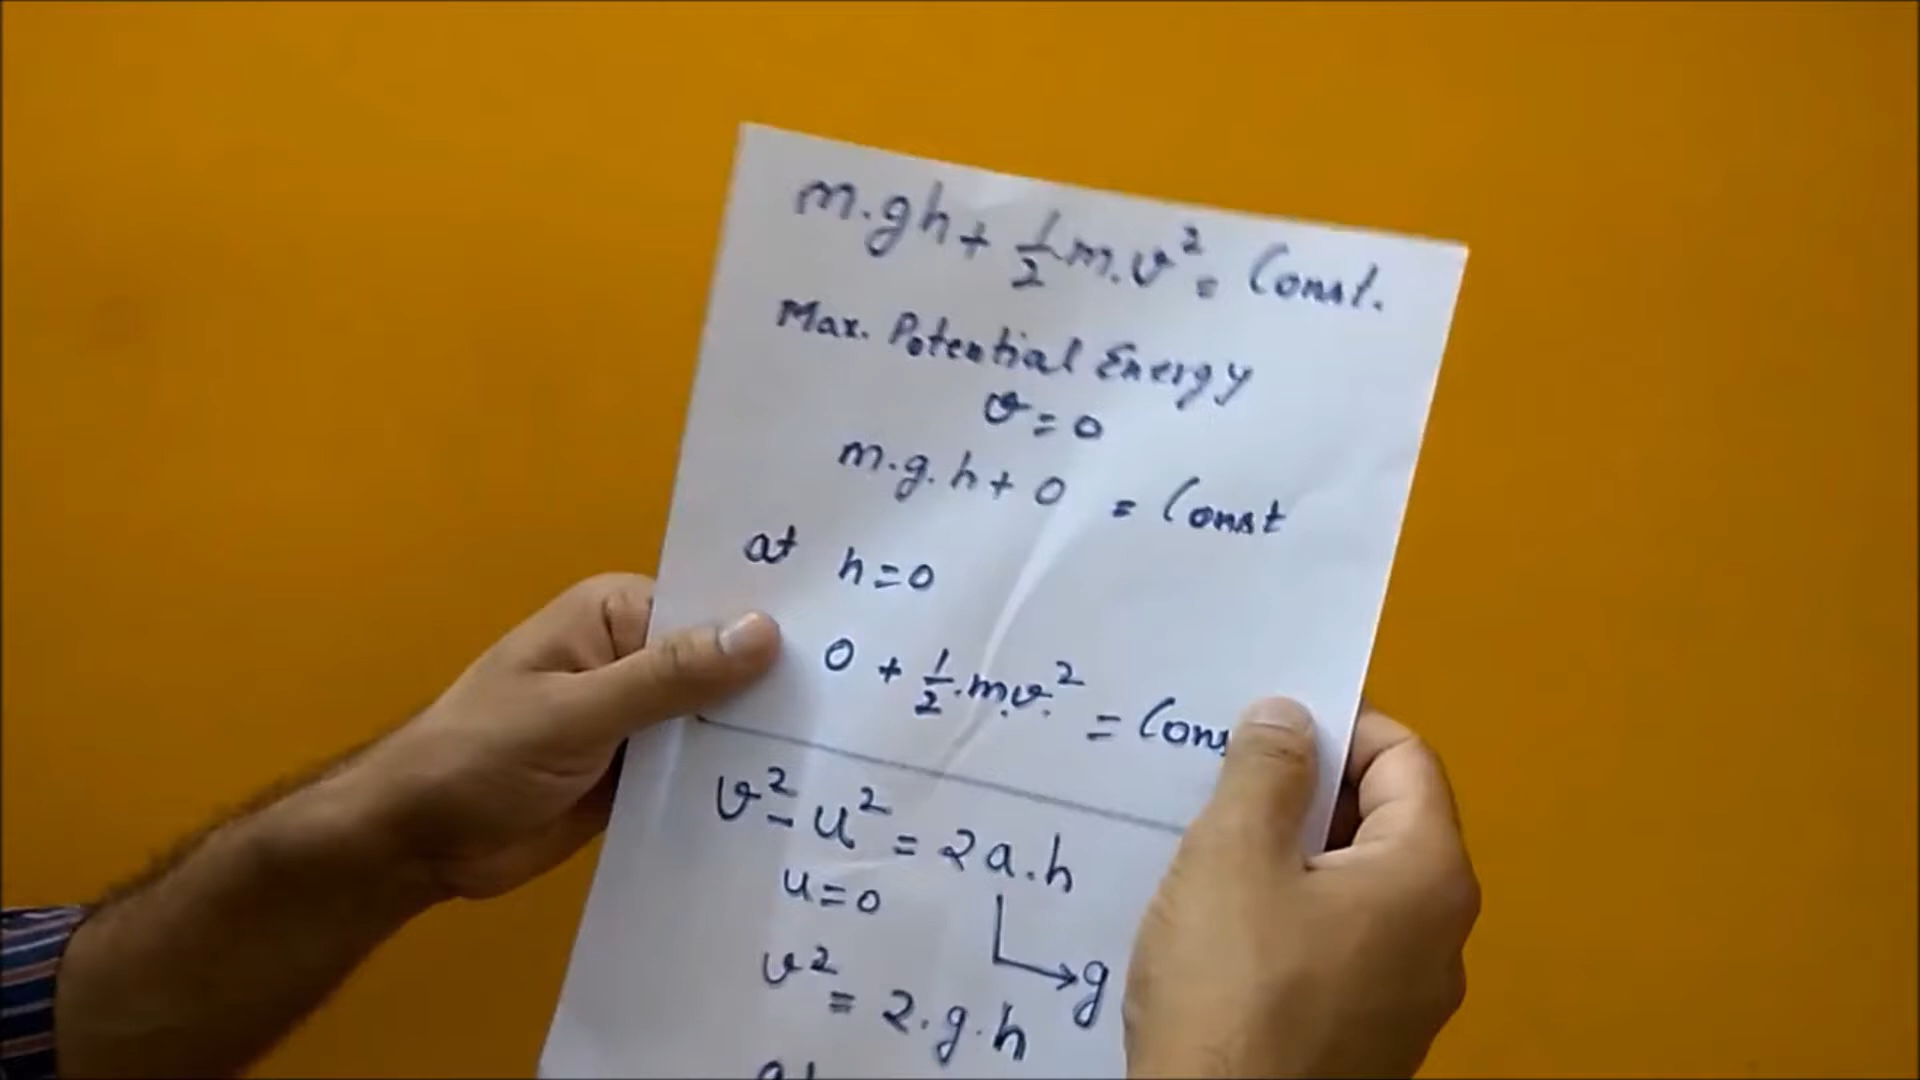 m.gh + 1/2 m.v² = Const.
Max. Potential Energy
v = 0
m.g.h + 0 = Const
at h = 0
0 + 1/2 .m.v.² = Cons
v² - u² = 2a.h
u = 0
g
v² = 2.g.h